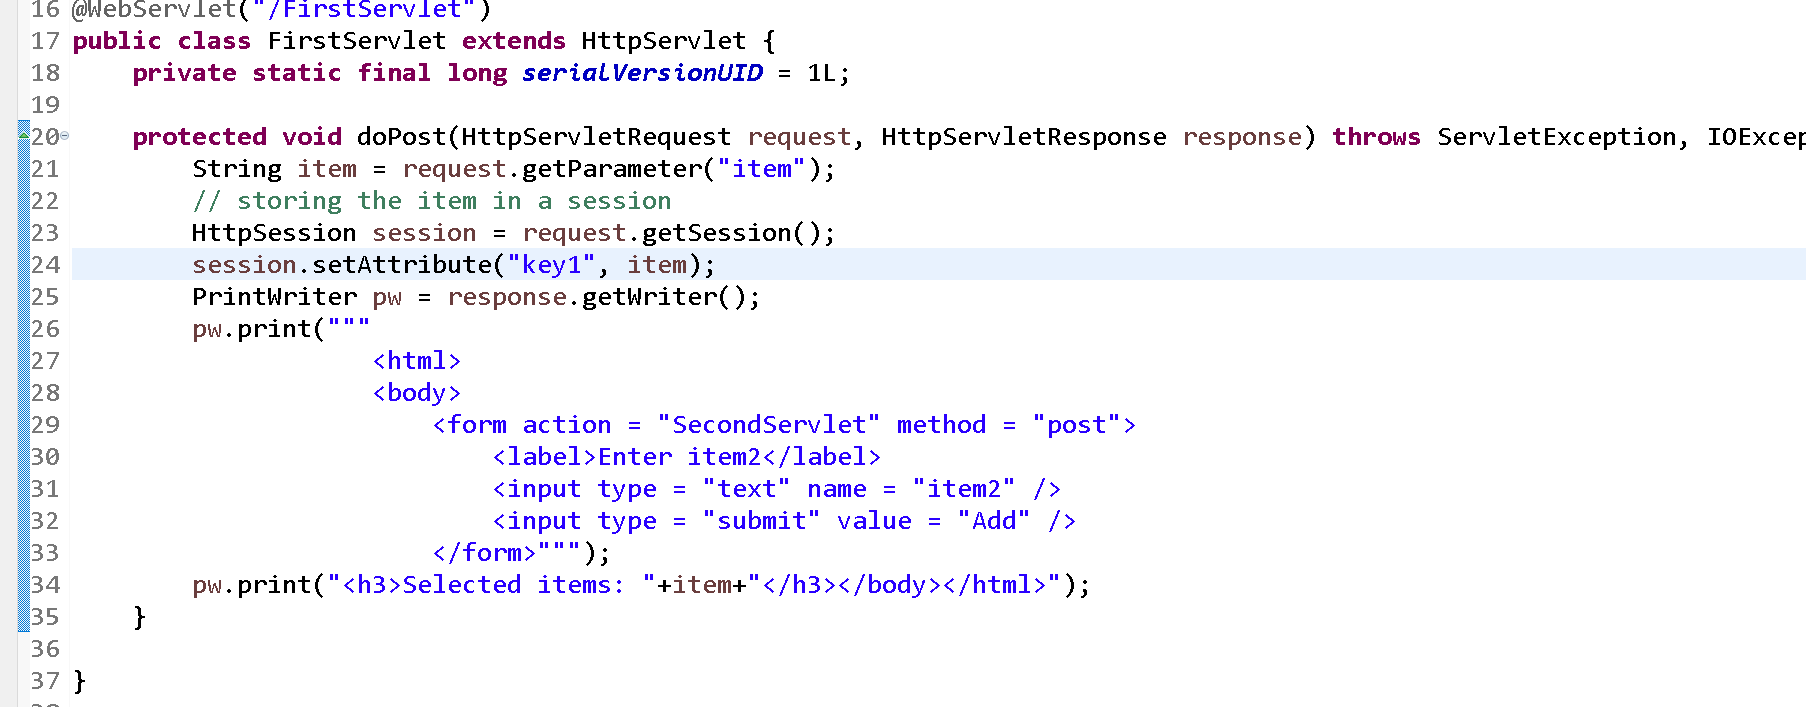 16 @WebServlet("/FirstServlet")
17 public class FirstServlet extends HttpServlet {
18     private static final long serialVersionUID = 1L;
19
20     protected void doPost(HttpServletRequest request, HttpServletResponse response) throws ServletException, IOExcep
21         String item = request.getParameter("item");
22         // storing the item in a session
23         HttpSession session = request.getSession();
24         session.setAttribute("key1", item);
25         PrintWriter pw = response.getWriter();
26         pw.print("""
27                     <html>
28                     <body>
29                         <form action = "SecondServlet" method = "post">
30                             <label>Enter item2</label>
31                             <input type = "text" name = "item2" />
32                             <input type = "submit" value = "Add" />
33                         </form>""");
34         pw.print("<h3>Selected items: "+item+"</h3></body></html>");
35     }
36
37 }